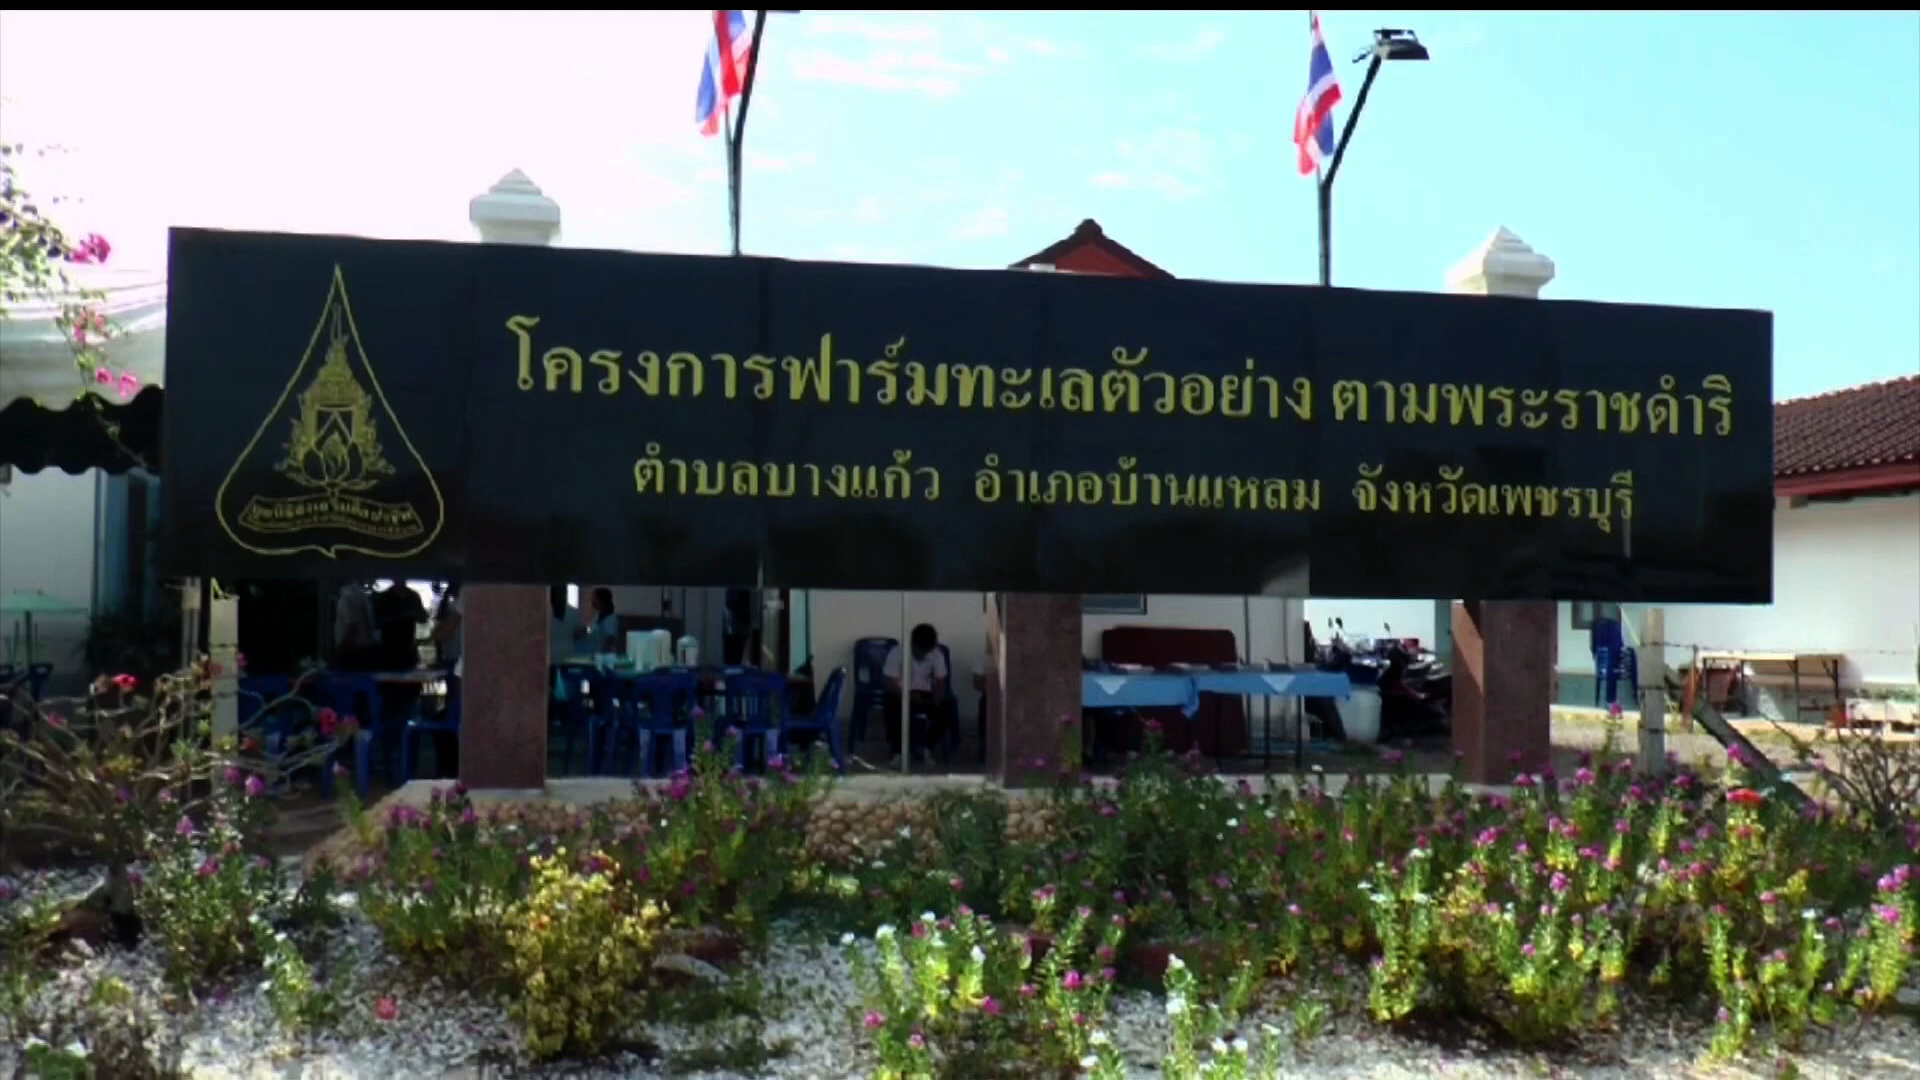 โครงการฟาร์มทะเลตัวอย่าง ตามพระราชดำริ
ตำบลบางแก้ว อำเภอบ้านแหลม จังหวัดเพชรบุรี